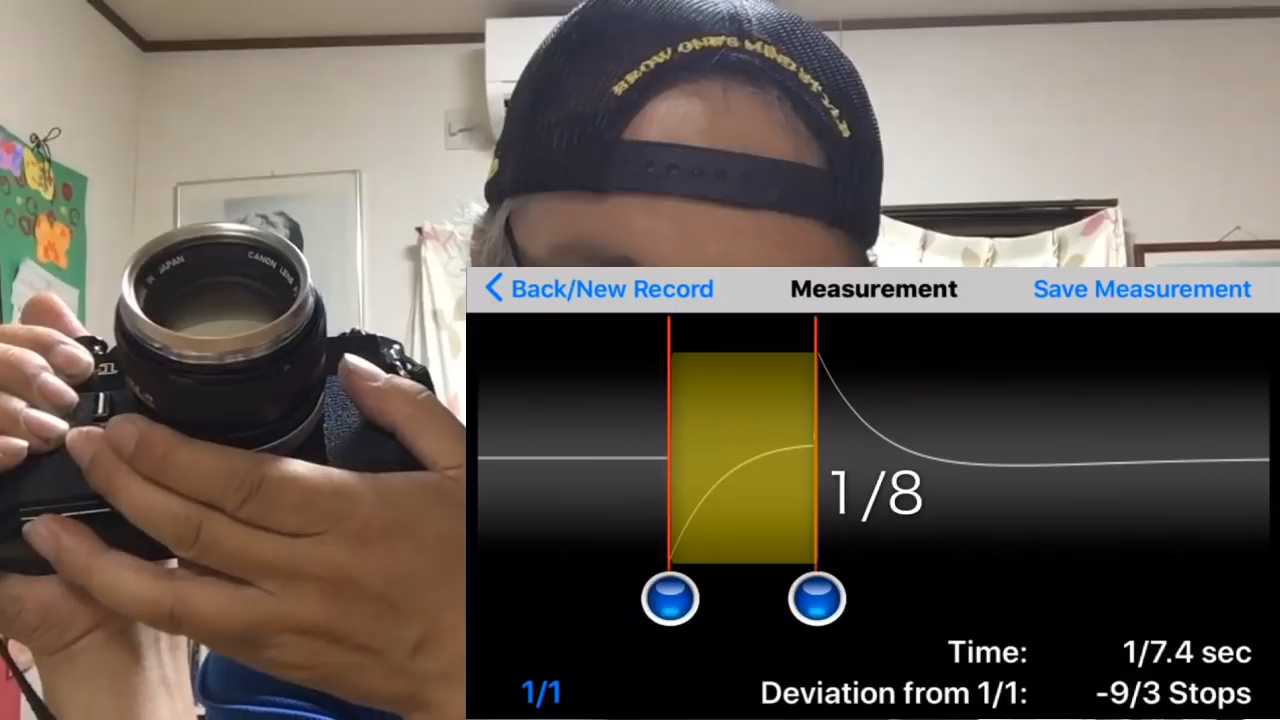 IN JAPAN
CANON LENS
Back/New Record
Measurement
Save Measurement
1/8
Time:
1/7.4 sec
1/1
Deviation from 1/1:
-9/3 Stops